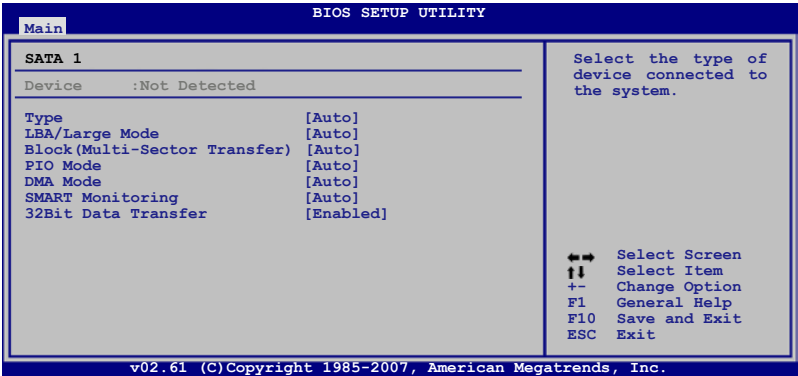 BIOS SETUP UTILITY
Main
SATA 1
Device :Not Detected
Type [Auto]
LBA/Large Mode [Auto]
Block(Multi-Sector Transfer) [Auto]
PIO Mode [Auto]
DMA Mode [Auto]
SMART Monitoring [Auto]
32Bit Data Transfer [Enabled]
Select the type of
device connected to
the system.
Select Screen
Select Item
+- Change Option
F1 General Help
F10 Save and Exit
ESC Exit
v02.61 (C)Copyright 1985-2007, American Megatrends, Inc.